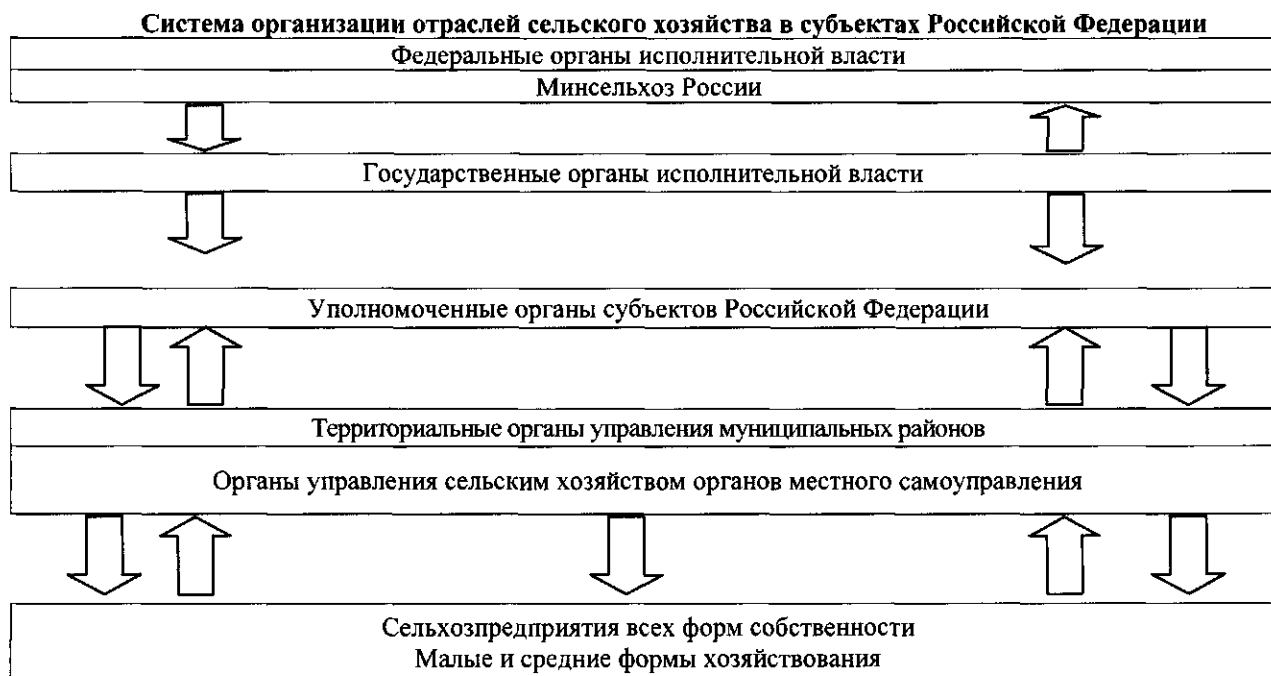 Система организации отраслей сельского хозяйства в субъектах Российской Федерации
Федеральные органы исполнительной власти
Минсельхоз России
Государственные органы исполнительной власти
Уполномоченные органы субъектов Российской Федерации
Территориальные органы управления муниципальных районов
Органы управления сельским хозяйством органов местного самоуправления
Сельхозпредприятия всех форм собственности
Малые и средние формы хозяйствования